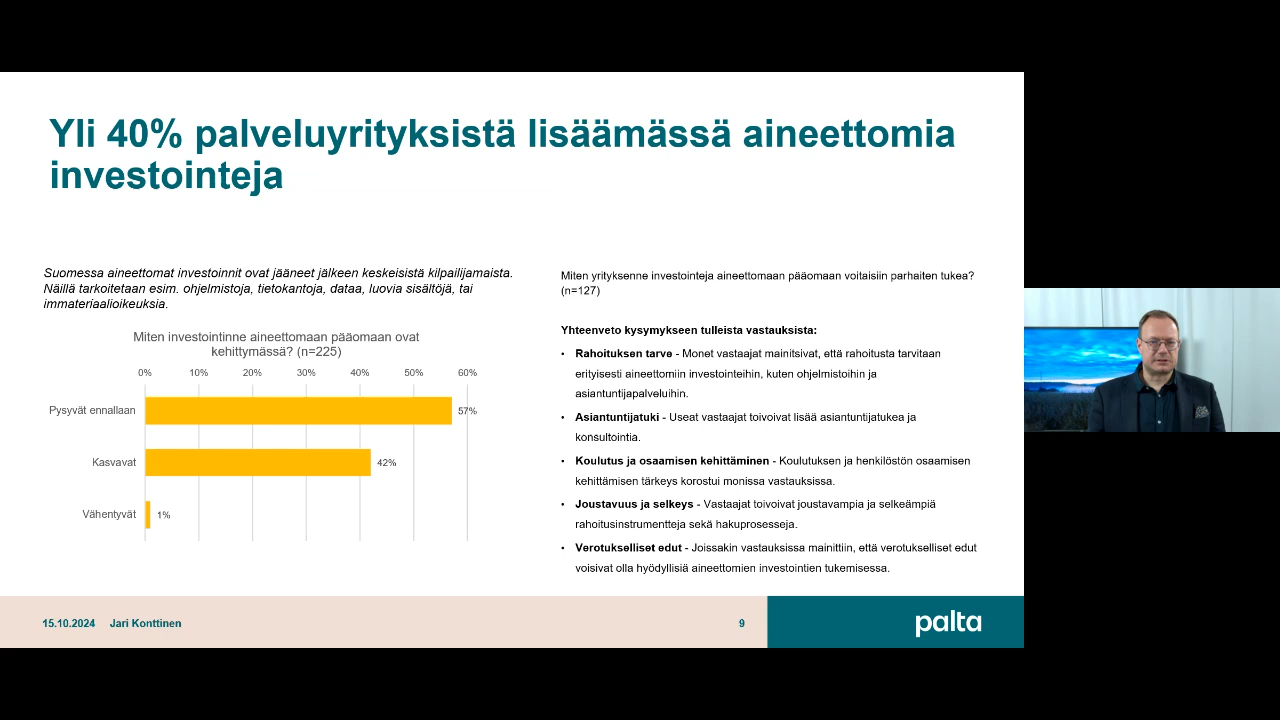 Yli 40% palveluyrityksistä lisäämässä aineettomia
investointeja
Suomessa aineettomat investoinnit ovat jääneet jälkeen keskeisistä kilpailijamaista.
Näillä tarkoitetaan esim. ohjelmistoja, tietokantoja, dataa, luovia sisältöjä, tai
immateriaalioikeuksia.
Miten investointinne aineettomaan pääomaan ovat
kehittymässä? (n=225)
0% 10% 20% 30% 40% 50% 60%
Pysyvät ennallaan 57%
Kasvavat 42%
Vähentyvät 1%
Miten yrityksenne investointeja aineettomaan pääomaan voitaisiin parhaiten tukea?
(n=127)
Yhteenveto kysymykseen tulleista vastauksista:
• Rahoituksen tarve - Monet vastaajat mainitsivat, että rahoitusta tarvitaan
erityisesti aineettomiin investointeihin, kuten ohjelmistoihin ja
asiantuntijapalveluihin.
• Asiantuntijatuki - Useat vastaajat toivoivat lisää asiantuntijatukea ja
konsultointia.
• Koulutus ja osaamisen kehittäminen - Koulutuksen ja henkilöstön osaamisen
kehittämisen tärkeys korostui monissa vastauksissa.
• Joustavuus ja selkeys - Vastaajat toivoivat joustavampia ja selkeämpiä
rahoitusinstrumentteja sekä hakuprosesseja.
• Verotukselliset edut - Joissakin vastauksissa mainittiin, että verotukselliset edut
voisivat olla hyödyllisiä aineettomien investointien tukemisessa.
15.10.2024 Jari Konttinen 9
palta